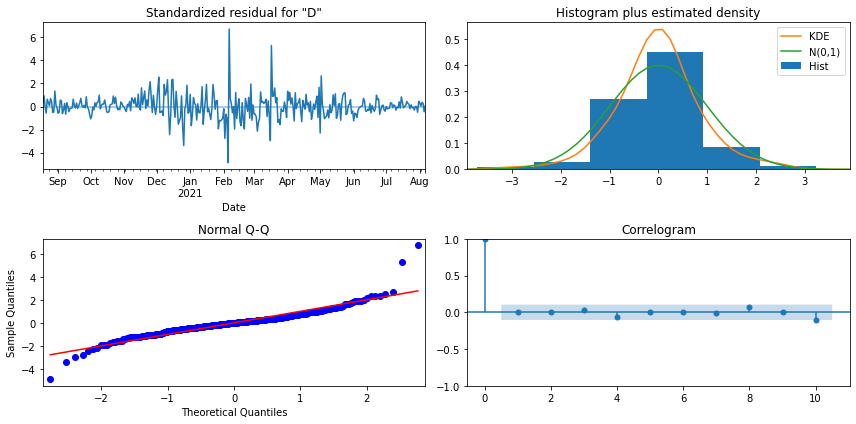 Standardized residual for "D"
6
4
2
0
−2
−4
Sep Oct Nov Dec Jan Feb Mar Apr May Jun Jul Aug
2021
Date
Histogram plus estimated density
KDE
N(0,1)
Hist
0.5
0.4
0.3
0.2
0.1
0.0
−3 −2 −1 0 1 2 3
Normal Q-Q
Sample Quantiles
6
4
2
0
−2
−4
−2 −1 0 1 2
Theoretical Quantiles
Correlogram
1.0
0.5
0.0
−0.5
−1.0
0 2 4 6 8 10